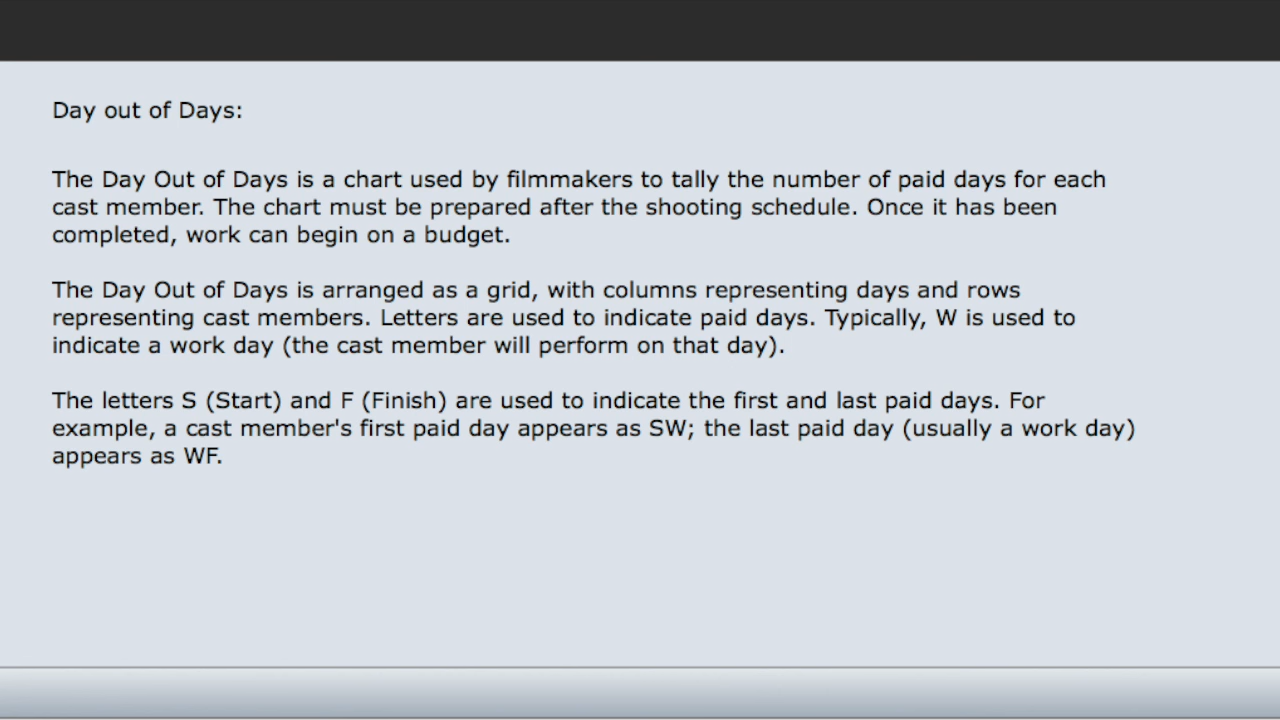 Day out of Days:
The Day Out of Days is a chart used by filmmakers to tally the number of paid days for each
cast member. The chart must be prepared after the shooting schedule. Once it has been
completed, work can begin on a budget.
The Day Out of Days is arranged as a grid, with columns representing days and rows
representing cast members. Letters are used to indicate paid days. Typically, W is used to
indicate a work day (the cast member will perform on that day).
The letters S (Start) and F (Finish) are used to indicate the first and last paid days. For
example, a cast member's first paid day appears as SW; the last paid day (usually a work day)
appears as WF.